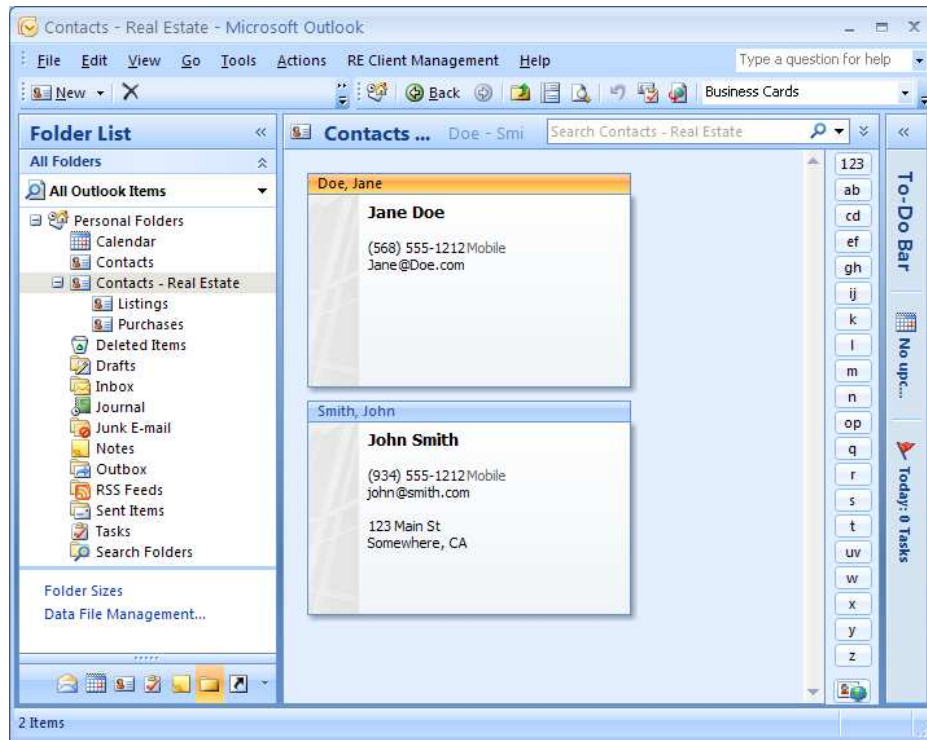 Contacts - Real Estate - Microsoft Outlook
File Edit View Go Tools Actions RE Client Management Help Type a question for help
New Back Business Cards
Folder List
Contacts ... Doe - Smi Search Contacts - Real Estate
All Folders
All Outlook Items
Personal Folders
Calendar
Contacts
Contacts - Real Estate
Listings
Purchases
Deleted Items
Drafts
Inbox
Journal
Junk E-mail
Notes
Outbox
RSS Feeds
Sent Items
Tasks
Search Folders
Folder Sizes
Data File Management...
Doe, Jane
Jane Doe
(568) 555-1212 Mobile
Jane@Doe.com
Smith, John
John Smith
(934) 555-1212 Mobile
john@smith.com
123 Main St
Somewhere, CA
123
ab
cd
ef
gh
ij
k
l
m
n
op
q
r
s
t
uv
w
x
y
z
To-Do Bar
No upc...
Today: 0 Tasks
2 Items